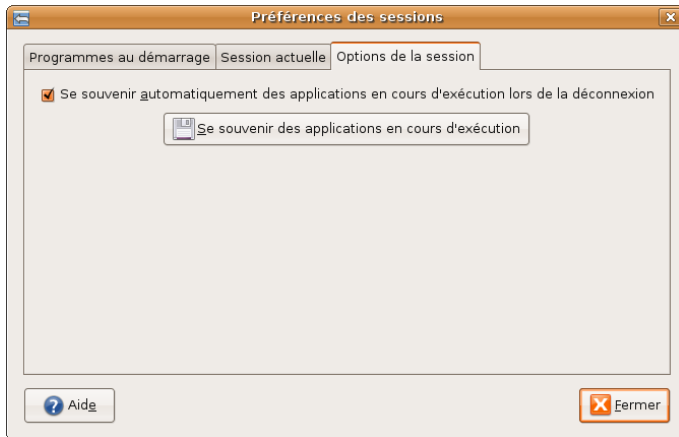 Préférences des sessions
Programmes au démarrage Session actuelle Options de la session
Se souvenir automatiquement des applications en cours d'exécution lors de la déconnexion
Se souvenir des applications en cours d'exécution
Aide Fermer